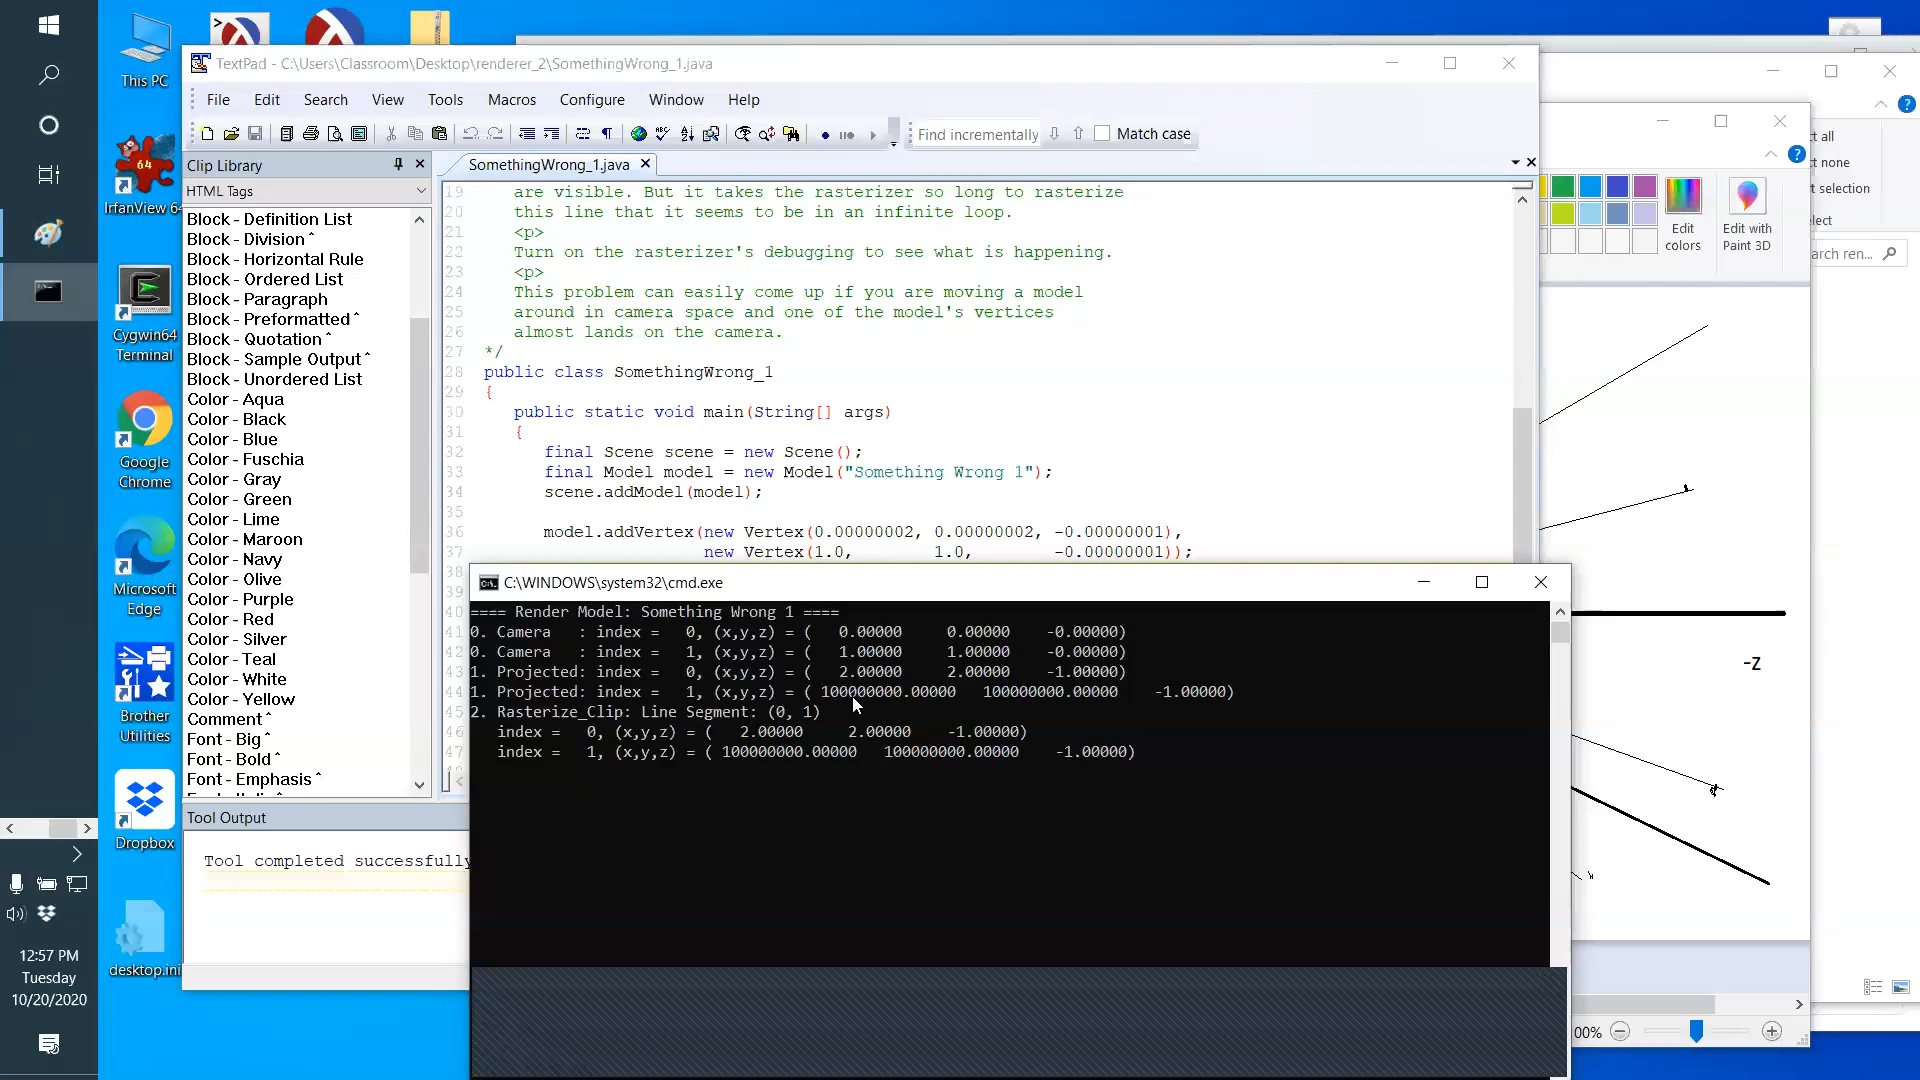 This PC
IrfanView 64
Cygwin64
Terminal
Google
Chrome
Microsoft
Edge
Brother
Utilities
Dropbox
desktop.ini
12:57 PM
Tuesday
10/20/2020
TextPad - C:\Users\Classroom\Desktop\renderer_2\SomethingWrong_1.java
File Edit Search View Tools Macros Configure Window Help
Find incrementally Match case
Clip Library
HTML Tags
Block - Definition List
Block - Division ^
Block - Horizontal Rule
Block - Ordered List
Block - Paragraph
Block - Preformatted ^
Block - Quotation ^
Block - Sample Output ^
Block - Unordered List
Color - Aqua
Color - Black
Color - Blue
Color - Fuschia
Color - Gray
Color - Green
Color - Lime
Color - Maroon
Color - Navy
Color - Olive
Color - Purple
Color - Red
Color - Silver
Color - Teal
Color - White
Color - Yellow
Comment ^
Font - Big ^
Font - Bold ^
Font - Emphasis ^
Tool Output
Tool completed successfully
SomethingWrong_1.java
19 are visible. But it takes the rasterizer so long to rasterize
20 this line that it seems to be in an infinite loop.
21 <p>
22 Turn on the rasterizer's debugging to see what is happening.
23 <p>
24 This problem can easily come up if you are moving a model
25 around in camera space and one of the model's vertices
26 almost lands on the camera.
27 */
28 public class SomethingWrong_1
29 {
30 public static void main(String[] args)
31 {
32 final Scene scene = new Scene();
33 final Model model = new Model("Something Wrong 1");
34 scene.addModel(model);
35
36 model.addVertex(new Vertex(0.00000002, 0.00000002, -0.00000001),
37 new Vertex(1.0, 1.0, -0.00000001));
38
39
40
41
42
43
44
45
46
47
C:\WINDOWS\system32\cmd.exe
==== Render Model: Something Wrong 1 ====
0. Camera : index = 0, (x,y,z) = ( 0.00000 0.00000 -0.00000)
0. Camera : index = 1, (x,y,z) = ( 1.00000 1.00000 -0.00000)
1. Projected: index = 0, (x,y,z) = ( 2.00000 2.00000 -1.00000)
1. Projected: index = 1, (x,y,z) = ( 100000000.00000 100000000.00000 -1.00000)
2. Rasterize_Clip: Line Segment: (0, 1)
index = 0, (x,y,z) = ( 2.00000 2.00000 -1.00000)
index = 1, (x,y,z) = ( 100000000.00000 100000000.00000 -1.00000)
Edit
colors
Edit with
Paint 3D
ct all
ct none
t selection
elect
arch ren...
-Z
00%